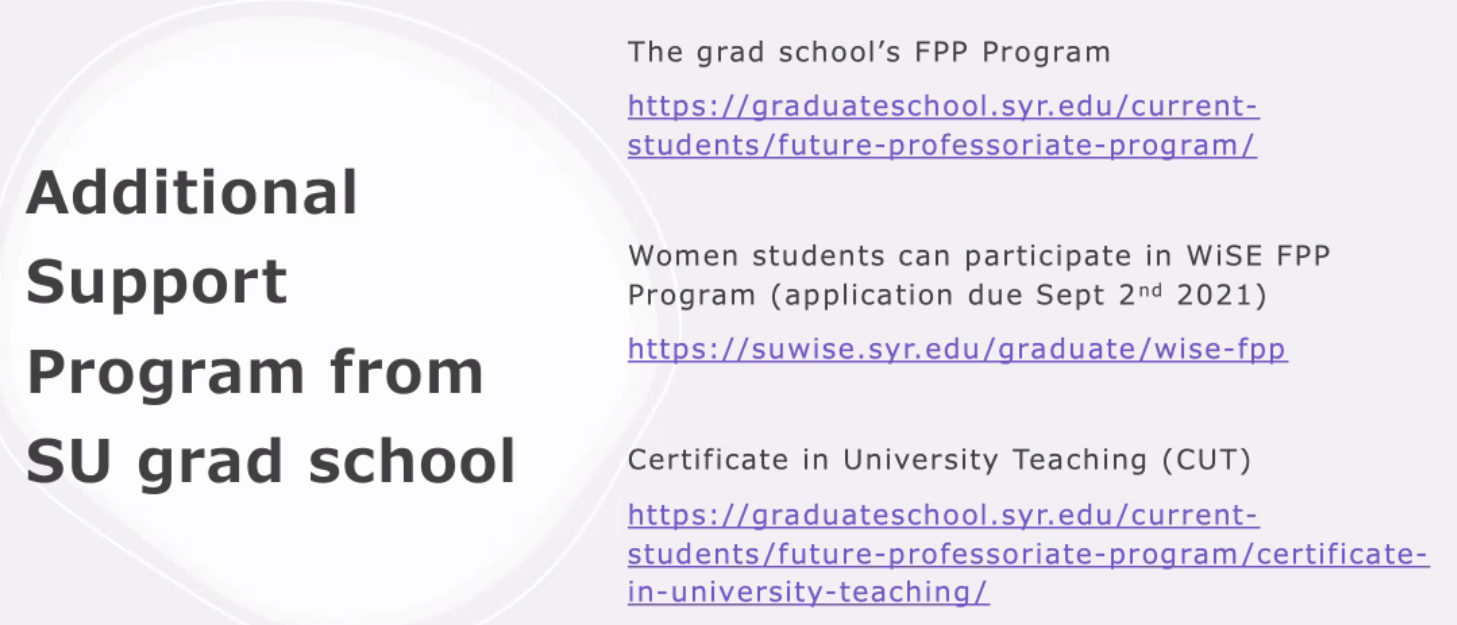 Additional
Support
Program from
SU grad school
The grad school’s FPP Program
https://graduateschool.syr.edu/current-
students/future-professoriate-program/
Women students can participate in WiSE FPP
Program (application due Sept 2nd 2021)
https://suwise.syr.edu/graduate/wise-fpp
Certificate in University Teaching (CUT)
https://graduateschool.syr.edu/current-
students/future-professoriate-program/certificate-
in-university-teaching/